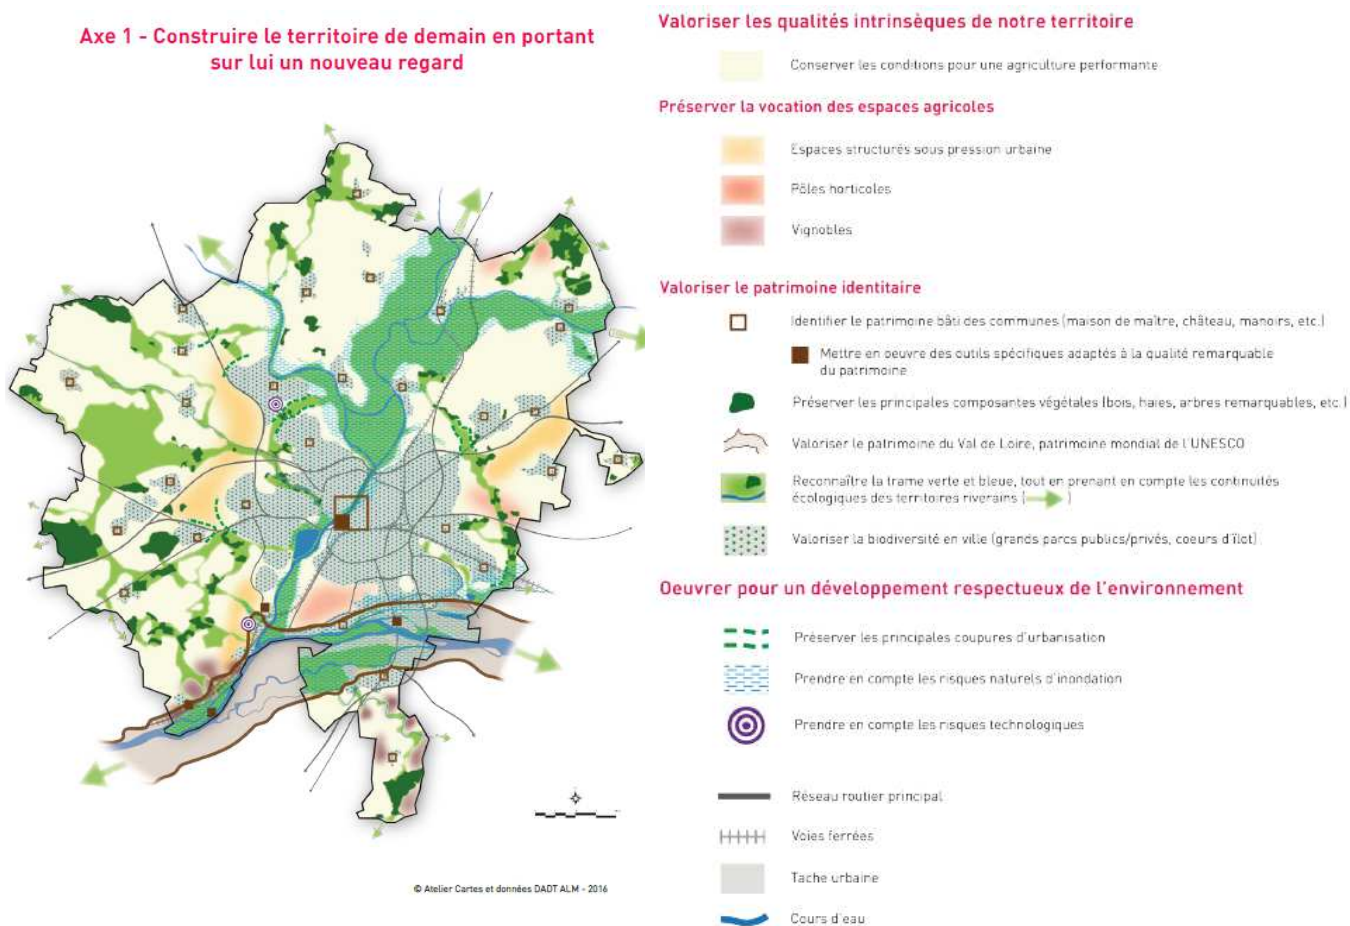 Axe 1 - Construire le territoire de demain en portant
sur lui un nouveau regard
© Atelier Cartes et données DADT ALM - 2016
Valoriser les qualités intrinsèques de notre territoire
Conserver les conditions pour une agriculture performante
Préserver la vocation des espaces agricoles
Espaces structurés sous pression urbaine
Pôles horticoles
Vignobles
Valoriser le patrimoine identitaire
Identifier le patrimoine bâti des communes (maison de maître, château, manoirs, etc.)
Mettre en oeuvre des outils spécifiques adaptés à la qualité remarquable
du patrimoine
Préserver les principales composantes végétales (bois, haies, arbres remarquables, etc.)
Valoriser le patrimoine du Val de Loire, patrimoine mondial de l'UNESCO
Reconnaître la trame verte et bleue, tout en prenant en compte les continuités
écologiques des territoires riverains ( )
Valoriser la biodiversité en ville (grands parcs publics/privés, coeurs d'îlot)
Oeuvrer pour un développement respectueux de l'environnement
Préserver les principales coupures d'urbanisation
Prendre en compte les risques naturels d'inondation
Prendre en compte les risques technologiques
Réseau routier principal
Voies ferrées
Tache urbaine
Cours d'eau